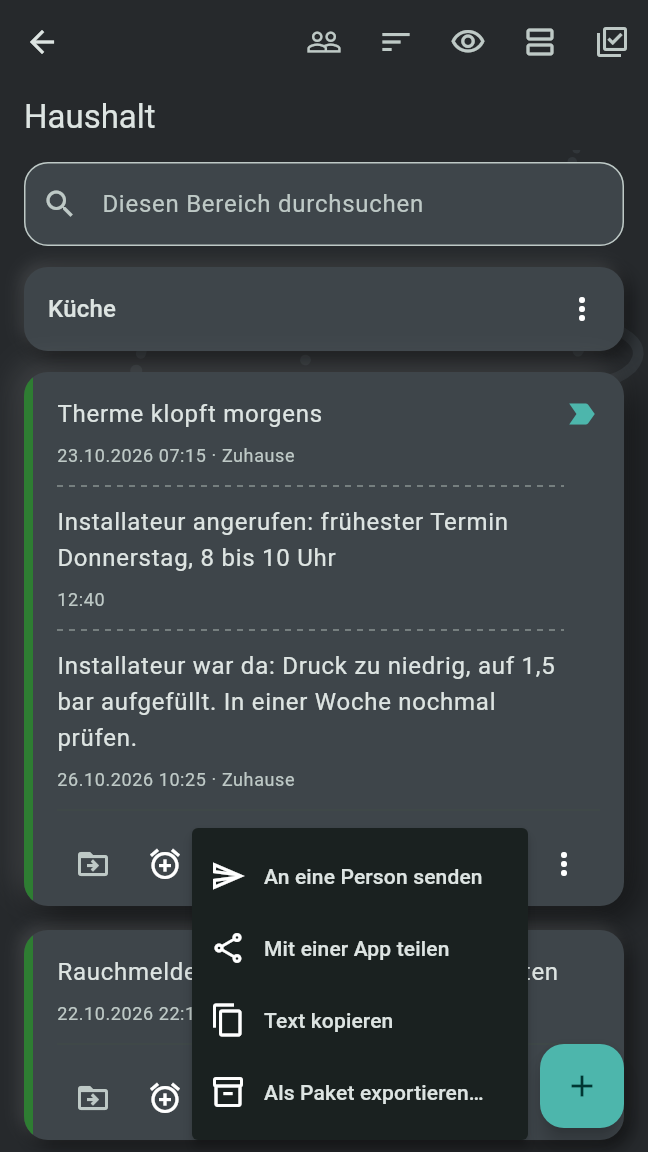 Haushalt
Diesen Bereich durchsuchen
Küche
Therme klopft morgens
23.10.2026 07:15 · Zuhause
Installateur angerufen: frühester Termin
Donnerstag, 8 bis 10 Uhr
12:40
Installateur war da: Druck zu niedrig, auf 1,5
bar aufgefüllt. In einer Woche nochmal
prüfen.
26.10.2026 10:25 · Zuhause
An eine Person senden
Mit einer App teilen
Text kopieren
Als Paket exportieren…
22.10.2026